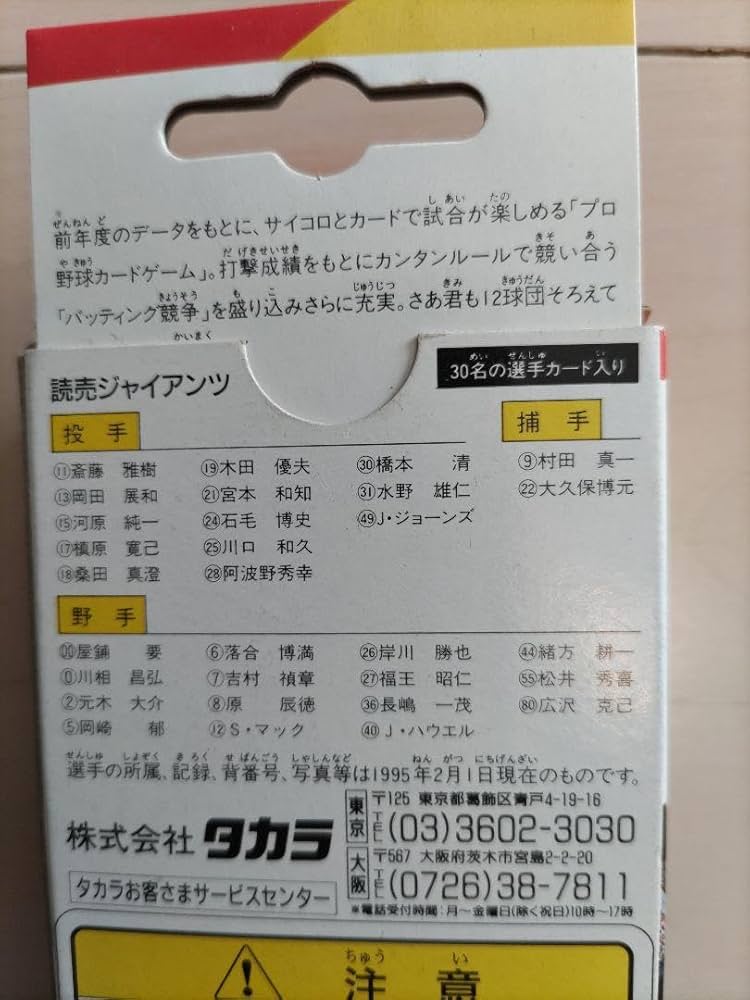 前年度のデータをもとに、サイコロとカードで試合が楽しめる「プロ
野球カードゲーム」。打撃成績をもとにカンタンルールで競い合う
「バッティング競争」を盛り込みさらに充実。さあ君も12球団そろえて
かいまく
読売ジャイアンツ
30名の選手カード入り
投手
捕手
⑪斎藤 雅樹 ⑲木田 優夫 ㉚橋本 清 ⑨村田 真一
⑬岡田 展和 ㉑宮本 和知 ㉛水野 雄仁 ㉒大久保博元
⑮河原 純一 ㉔石毛 博史 ㊾J・ジョーンズ
⑰槙原 寛己 ㉕川口 和久
⑱桑田 真澄 ㉘阿波野秀幸
野手
00屋鋪 要 ⑥落合 博満 ㉖岸川 勝也 ㊹緒方 耕一
⓪川相 昌弘 ⑦吉村 禎章 ㉗福王 昭仁 55松井 秀喜
②元木 大介 ⑧原 辰徳 ㊱長嶋 一茂 80広沢 克己
⑤岡崎 郁 ⑫S・マック ㊵J・ハウエル
選手の所属、記録、背番号、写真等は1995年2月1日現在のものです。
株式会社 タカラ
タカラお客さまサービスセンター
東京 〒125 東京都葛飾区青戸4-19-16
TEL (03)3602-3030
大阪 〒567 大阪府茨木市宮島2-2-20
TEL (0726)38-7811
※電話受付時間:月～金曜日(除く祝日)10時～17時
注意